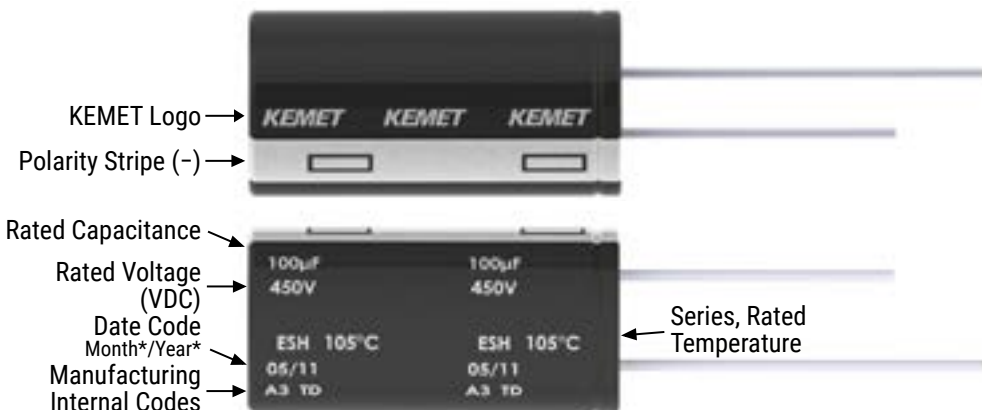 KEMET Logo
KEMET KEMET KEMET
Polarity Stripe (−)
Rated Capacitance
Rated Voltage
(VDC)
Date Code
Month*/Year*
Manufacturing
Internal Codes
100µF 100µF
450V 450V
ESH 105°C ESH 105°C
05/11 05/11
A3 TD A3 TD
Series, Rated
Temperature